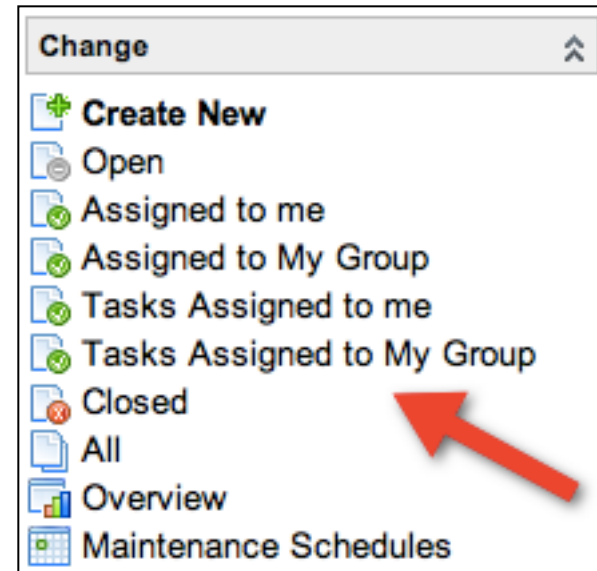 Change
Create New
Open
Assigned to me
Assigned to My Group
Tasks Assigned to me
Tasks Assigned to My Group
Closed
All
Overview
Maintenance Schedules